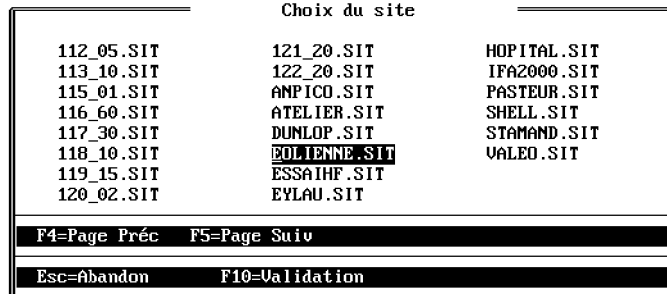 Choix du site
112_05.SIT 121_20.SIT HOPITAL.SIT
113_10.SIT 122_20.SIT IFA2000.SIT
115_01.SIT ANPICO.SIT PASTEUR.SIT
116_60.SIT ATELIER.SIT SHELL.SIT
117_30.SIT DUNLOP.SIT STAMAND.SIT
118_10.SIT EOLIENNE.SIT VALEO.SIT
119_15.SIT ESSAIHF.SIT
120_02.SIT EYLAU.SIT
F4=Page Préc F5=Page Suiv
Esc=Abandon F10=Validation